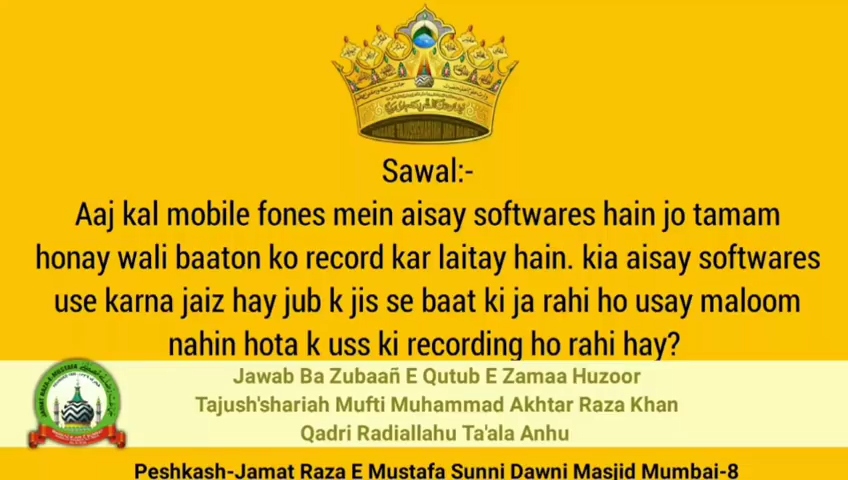 Sawal:-
Aaj kal mobile fones mein aisay softwares hain jo tamam
honay wali baaton ko record kar laitay hain. kia aisay softwares
use karna jaiz hay jub k jis se baat ki ja rahi ho usay maloom
nahin hota k uss ki recording ho rahi hay?
Jawab Ba Zubaañ E Qutub E Zamaa Huzoor
Tajush'shariah Mufti Muhammad Akhtar Raza Khan
Qadri Radiallahu Ta'ala Anhu
JAMAT RAZA-E-MUSTAFA
Peshkash-Jamat Raza E Mustafa Sunni Dawni Masjid Mumbai-8